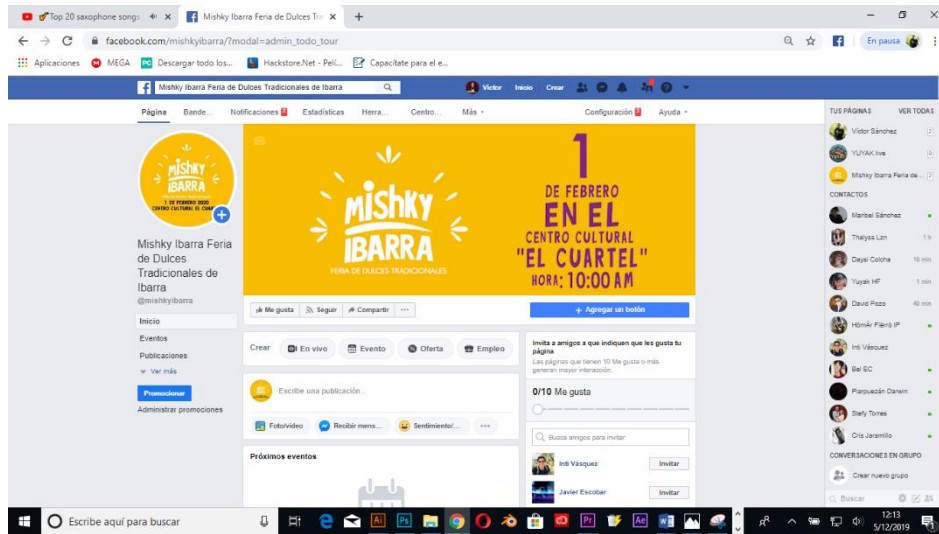 Top 20 saxophone songs
Mishky Ibarra Feria de Dulces Tra
facebook.com/mishkyibarra/?modal=admin_todo_tour
En pausa
Aplicaciones
MEGA
Descargar todo los...
Hackstore.Net - Pelí...
Capacítate para el e...
Mishky Ibarra Feria de Dulces Tradicionales de Ibarra
Victor
Inicio
Crear
Página
Bande...
Notificaciones
Estadísticas
Herra...
Centro...
Más
Configuración
Ayuda
MISHKY
IBARRA
1 DE FEBRERO 2020
Mishky Ibarra Feria
de Dulces
Tradicionales de
Ibarra
@mishkyibarra
Inicio
Eventos
Publicaciones
Ver más
Promocionar
Administrar promociones
MISHKY
IBARRA
FERIA DE DULCES TRADICIONALES
1
DE FEBRERO
EN EL
CENTRO CULTURAL
"EL CUARTEL"
HORA: 10:00 AM
Me gusta
Seguir
Compartir
+ Agregar un botón
Crear
En vivo
Evento
Oferta
Empleo
Escribe una publicación...
Foto/video
Recibir mens...
Sentimiento/...
Próximos eventos
Invita a amigos a que indiquen que les gusta tu
página
Las páginas que tienen 10 Me gusta o más
generan mayor interacción.
0/10 Me gusta
Busca amigos para invitar
Inti Vásquez
Invitar
Javier Escobar
Invitar
TUS PÁGINAS
VER TODAS
Víctor Sánchez
YUYAK live
Mishky Ibarra Feria de...
CONTACTOS
Maribel Sánchez
Thalyss Lzn
1 h
Daysi Colcha
Yuyak HF
1 min
David Pozo
HömÁr Fiërrö IP
Inti Vásquez
Bel EC
Piarpuezán Darwin
Stefy Torres
Cris Jaramillo
CONVERSACIONES EN GRUPO
Crear nuevo grupo
Buscar
Escribe aquí para buscar
12:13
5/12/2019